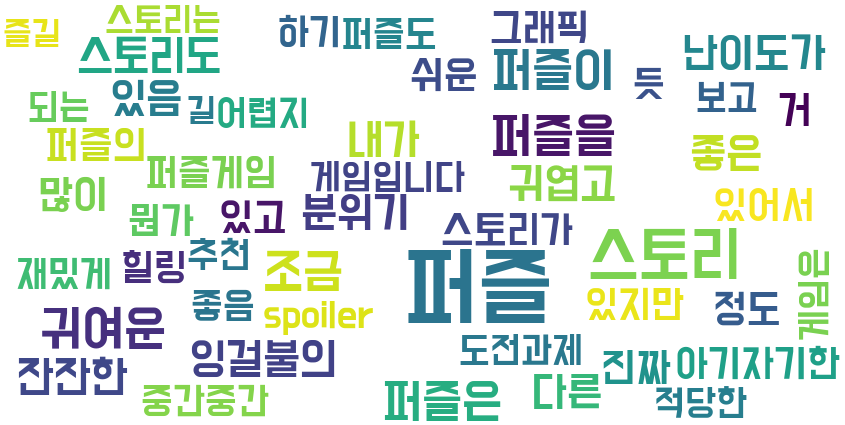 즐길
스토리는
스토리도
하기
퍼즐도
그래픽
쉬운
퍼즐이
듯
난이도가
보고
거
되는
있음
길
어렵지
퍼즐의
내가
퍼즐을
좋은
퍼즐게임
게임입니다
귀엽고
많이
뭔가
있고
분위기
스토리가
있어서
재밌게
힐링
추천
조금
퍼즐
스토리
게임은
좋음
spoiler
있지만
정도
귀여운
잉걸불의
도전과제
진짜
아기자기한
잔잔한
중간중간
퍼즐은
다른
적당한